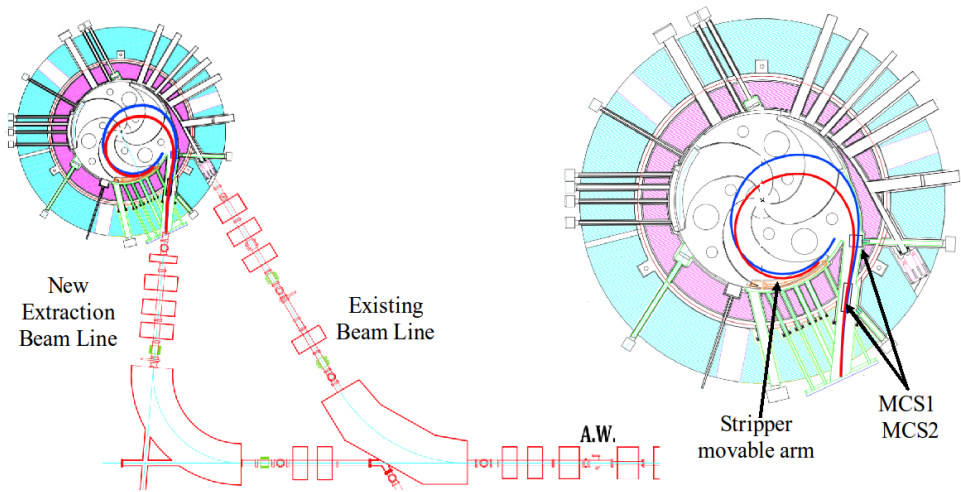 New
Extraction
Beam Line
Existing
Beam Line
A.W.
Stripper
movable arm
MCS1
MCS2